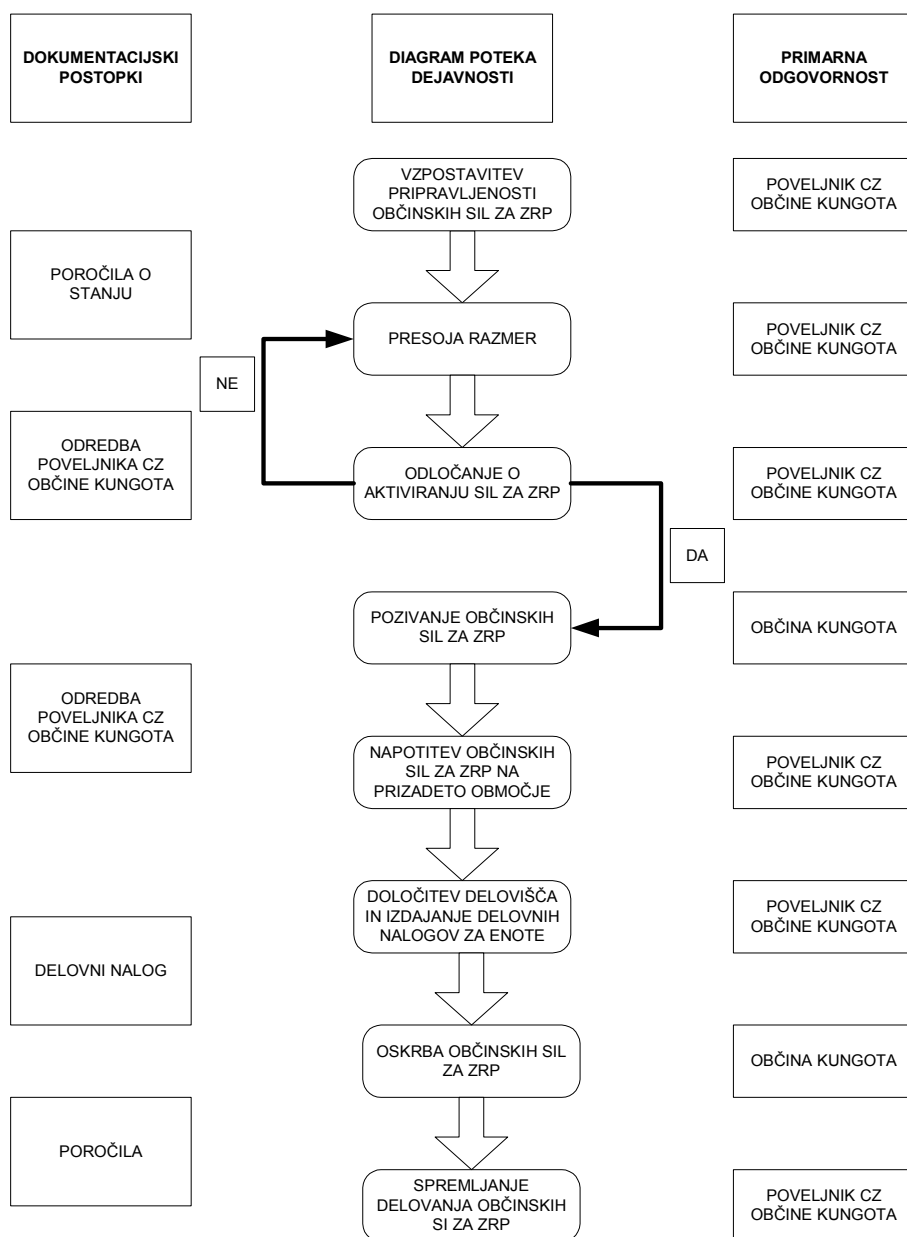 DOKUMENTACIJSKI
POSTOPKI
DIAGRAM POTEKA
DEJAVNOSTI
PRIMARNA
ODGOVORNOST
VZPOSTAVITEV
PRIPRAVLJENOSTI
OBČINSKIH SIL ZA ZRP
POVELJNIK CZ
OBČINE KUNGOTA
POROČILA O
STANJU
PRESOJA RAZMER
POVELJNIK CZ
OBČINE KUNGOTA
NE
ODREDBA
POVELJNIKA CZ
OBČINE KUNGOTA
ODLOČANJE O
AKTIVIRANJU SIL ZA ZRP
POVELJNIK CZ
OBČINE KUNGOTA
DA
POZIVANJE OBČINSKIH
SIL ZA ZRP
OBČINA KUNGOTA
ODREDBA
POVELJNIKA CZ
OBČINE KUNGOTA
NAPOTITEV OBČINSKIH
SIL ZA ZRP NA
PRIZADETO OBMOČJE
POVELJNIK CZ
OBČINE KUNGOTA
DOLOČITEV DELOVIŠČA
IN IZDAJANJE DELOVNIH
NALOGOV ZA ENOTE
POVELJNIK CZ
OBČINE KUNGOTA
DELOVNI NALOG
OSKRBA OBČINSKIH SIL
ZA ZRP
OBČINA KUNGOTA
POROČILA
SPREMLJANJE
DELOVANJA OBČINSKIH
SI ZA ZRP
POVELJNIK CZ
OBČINE KUNGOTA